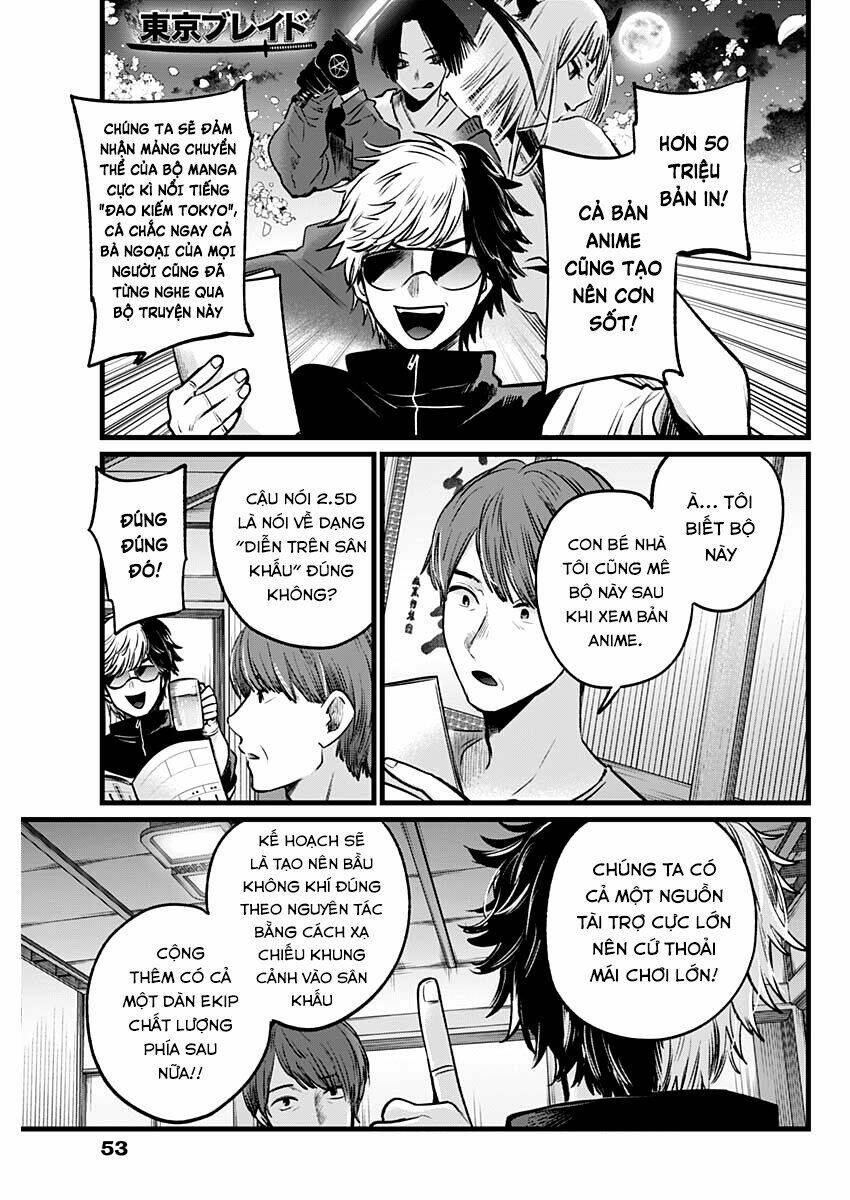 東京ブレイド
HƠN 50
TRIỆU
BẢN IN!
CẢ BẢN
ANIME
CŨNG TẠO
NÊN CƠN
SỐT!
CHÚNG TA SẼ ĐẢM
NHẬN MẢNG CHUYỂN
THỂ CỦA BỘ MANGA
CỰC KÌ NỔI TIẾNG
"ĐAO KIẾM TOKYO",
CÁ CHẮC NGAY CẢ
BÀ NGOẠI CỦA MỌI
NGƯỜI CŨNG ĐÃ
TỪNG NGHE QUA
BỘ TRUYỆN NÀY
À... TÔI
BIẾT BỘ
NÀY
CON BÉ NHÀ
TÔI CŨNG MÊ
BỘ NÀY SAU
KHI XEM BẢN
ANIME.
CẬU NÓI 2.5D
LÀ NÓI VỀ DẠNG
"DIỄN TRÊN SÂN
KHẤU" ĐÚNG
KHÔNG?
ĐÚNG
ĐÚNG
ĐÓ!
CHÚNG TA CÓ
CẢ MỘT NGUỒN
TÀI TRỢ CỰC LỚN
NÊN CỨ THOẢI
MÁI CHƠI LỚN!
KẾ HOẠCH SẼ
LÀ TẠO NÊN BẦU
KHÔNG KHÍ ĐÚNG
THEO NGUYÊN TÁC
BẰNG CÁCH XẠ
CHIẾU KHUNG
CẢNH VÀO SÂN
KHẤU
CỘNG
THÊM CÓ CẢ
MỘT DÀN EKIP
CHẤT LƯỢNG
PHÍA SAU
NỮA!!
53